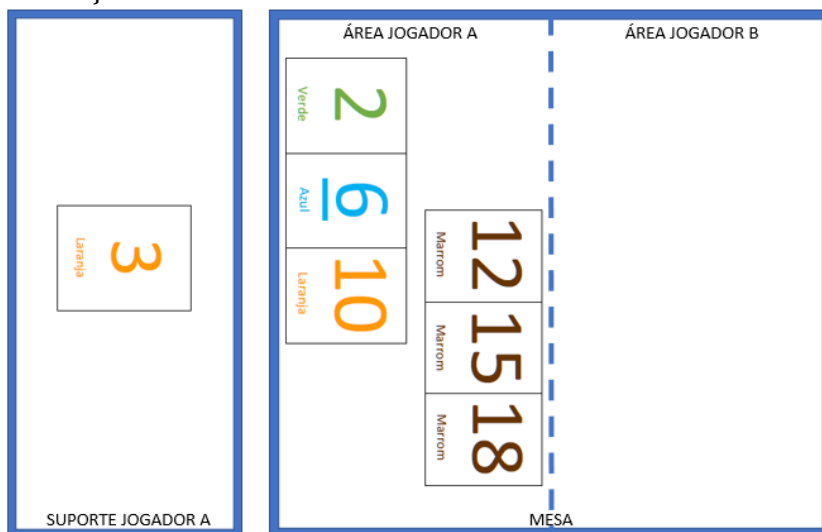 ÁREA JOGADOR A
ÁREA JOGADOR B
3
Laranja
2
Verde
6
Azul
10
Laranja
12
Marrom
15
Marrom
18
Marrom
SUPORTE JOGADOR A
MESA